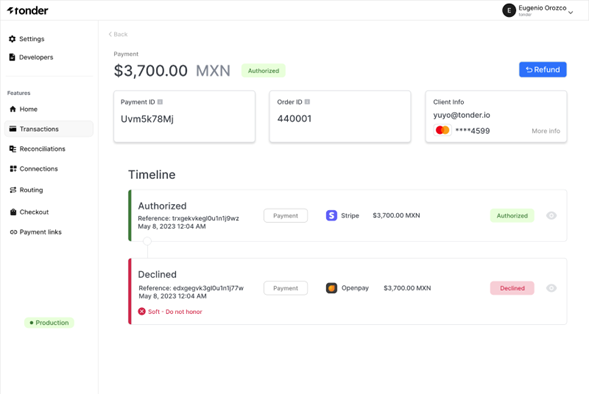 tonder
E
Eugenio Orozco
tonder
Settings
Developers
Features
Home
Transactions
Reconciliations
Connections
Routing
Checkout
Payment links
Production
Back
Payment
$3,700.00 MXN
Authorized
Refund
Payment ID
Uvm5k78Mj
Order ID
440001
Client Info
yuyo@tonder.io
****4599
More info
Timeline
Authorized
Reference: trxgekvkegl0u1n1j9wz
May 8, 2023 12:04 AM
Payment
Stripe
$3,700.00 MXN
Authorized
Declined
Reference: edxgegvk3gl0u1n1j77w
May 8, 2023 12:04 AM
Payment
Openpay
$3,700.00 MXN
Declined
Soft - Do not honor